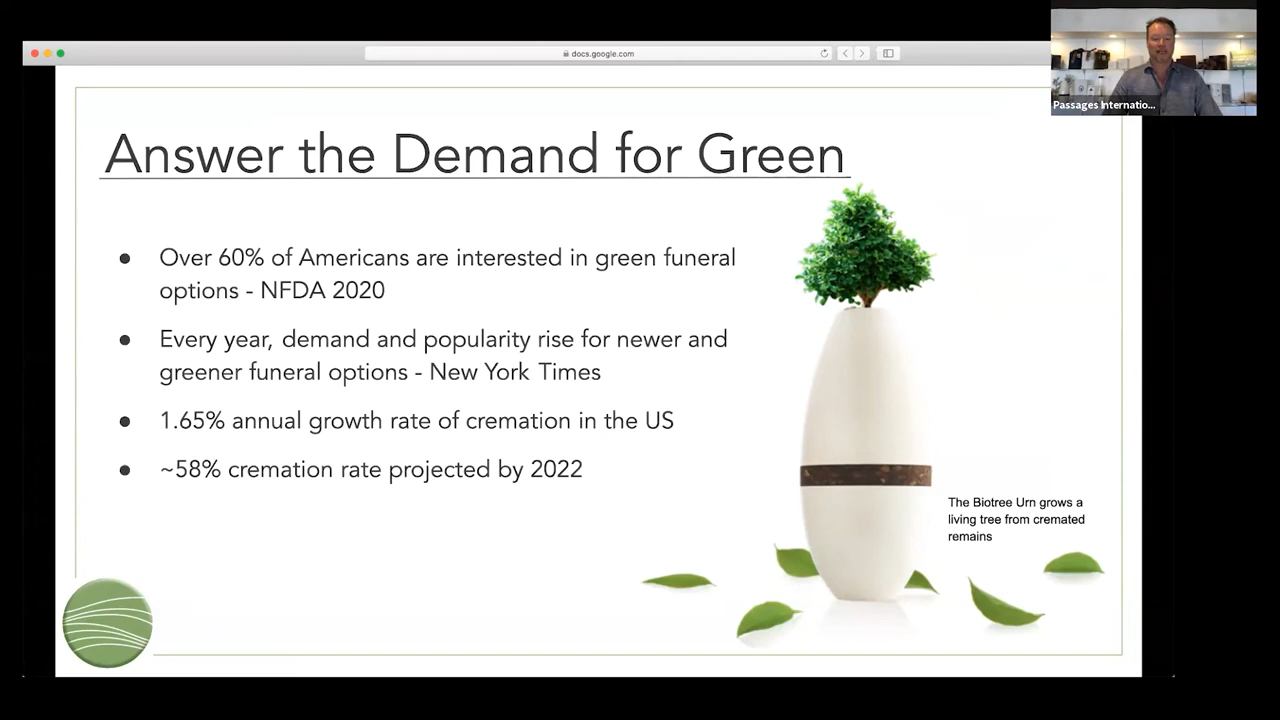 docs.google.com
Passages Internatio...
Answer the Demand for Green
● Over 60% of Americans are interested in green funeral
options - NFDA 2020
● Every year, demand and popularity rise for newer and
greener funeral options - New York Times
● 1.65% annual growth rate of cremation in the US
● ~58% cremation rate projected by 2022
The Biotree Urn grows a
living tree from cremated
remains